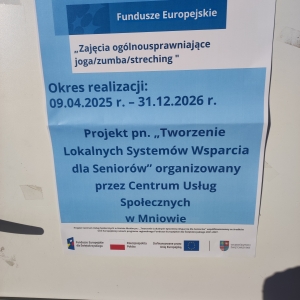 Fundusze Europejskie
„Zajęcia ogólnousprawniające
joga/zumba/streching "
Okres realizacji:
09.04.2025 r. – 31.12.2026 r.
Projekt pn. „Tworzenie
Lokalnych Systemów Wsparcia
dla Seniorów” organizowany
przez Centrum Usług
Społecznych
w Mniowie